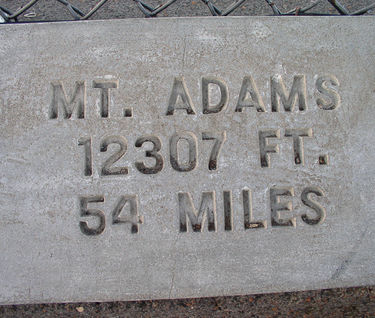 MT. ADAMS
12307 FT.
54 MILES